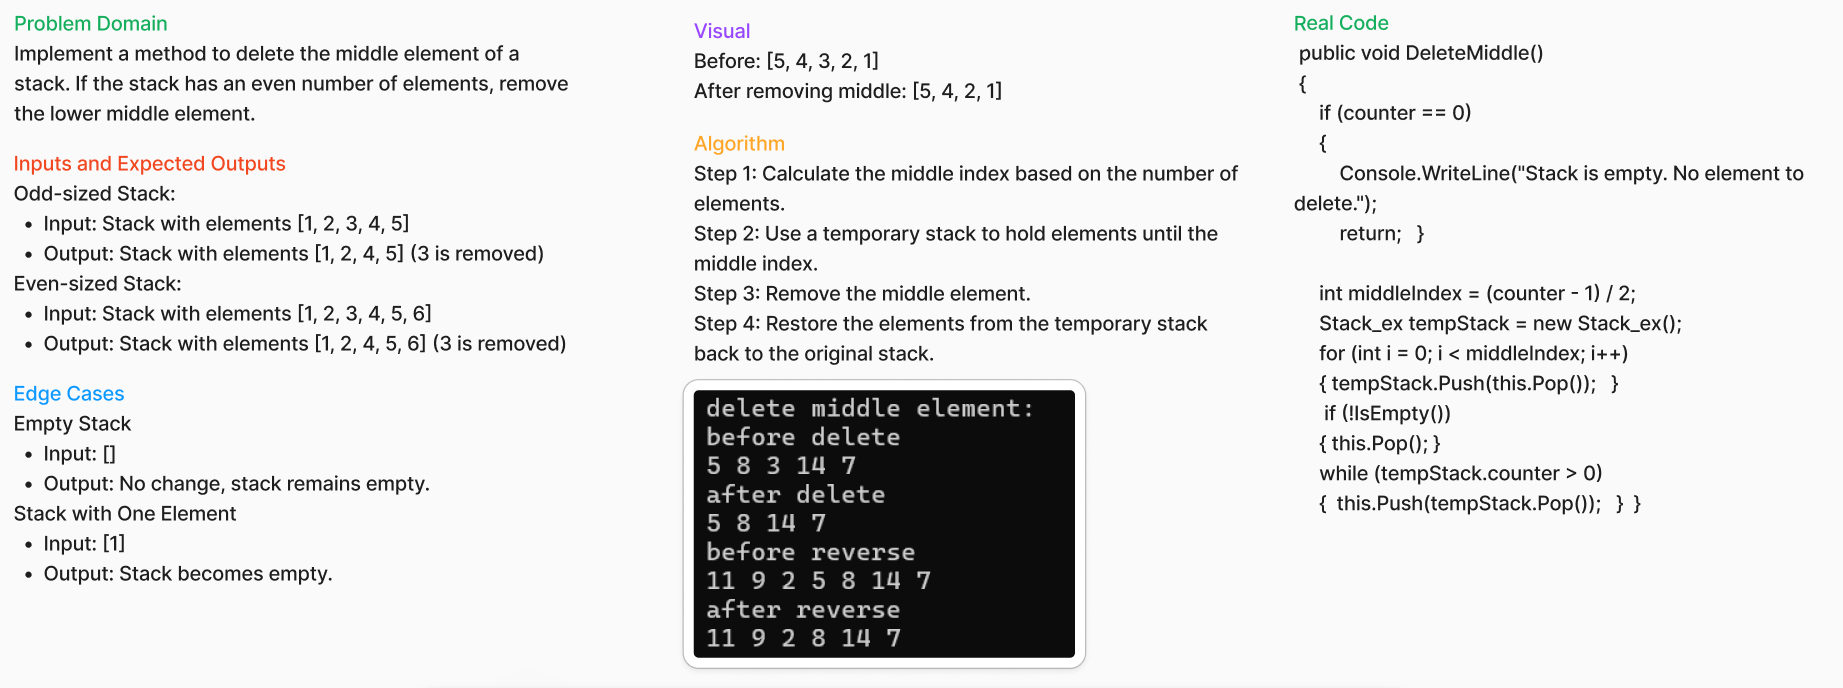 Problem Domain
Implement a method to delete the middle element of a
stack. If the stack has an even number of elements, remove
the lower middle element.
Inputs and Expected Outputs
Odd-sized Stack:
• Input: Stack with elements [1, 2, 3, 4, 5]
• Output: Stack with elements [1, 2, 4, 5] (3 is removed)
Even-sized Stack:
• Input: Stack with elements [1, 2, 3, 4, 5, 6]
• Output: Stack with elements [1, 2, 4, 5, 6] (3 is removed)
Edge Cases
Empty Stack
• Input: []
• Output: No change, stack remains empty.
Stack with One Element
• Input: [1]
• Output: Stack becomes empty.
Visual
Before: [5, 4, 3, 2, 1]
After removing middle: [5, 4, 2, 1]
Algorithm
Step 1: Calculate the middle index based on the number of
elements.
Step 2: Use a temporary stack to hold elements until the
middle index.
Step 3: Remove the middle element.
Step 4: Restore the elements from the temporary stack
back to the original stack.
delete middle element:
before delete
5 8 3 14 7
after delete
5 8 14 7
before reverse
11 9 2 5 8 14 7
after reverse
11 9 2 8 14 7
Real Code
public void DeleteMiddle()
{
if (counter == 0)
{
Console.WriteLine("Stack is empty. No element to
delete.");
return; }
int middleIndex = (counter - 1) / 2;
Stack_ex tempStack = new Stack_ex();
for (int i = 0; i < middleIndex; i++)
{ tempStack.Push(this.Pop()); }
if (!IsEmpty())
{ this.Pop(); }
while (tempStack.counter > 0)
{ this.Push(tempStack.Pop()); } }